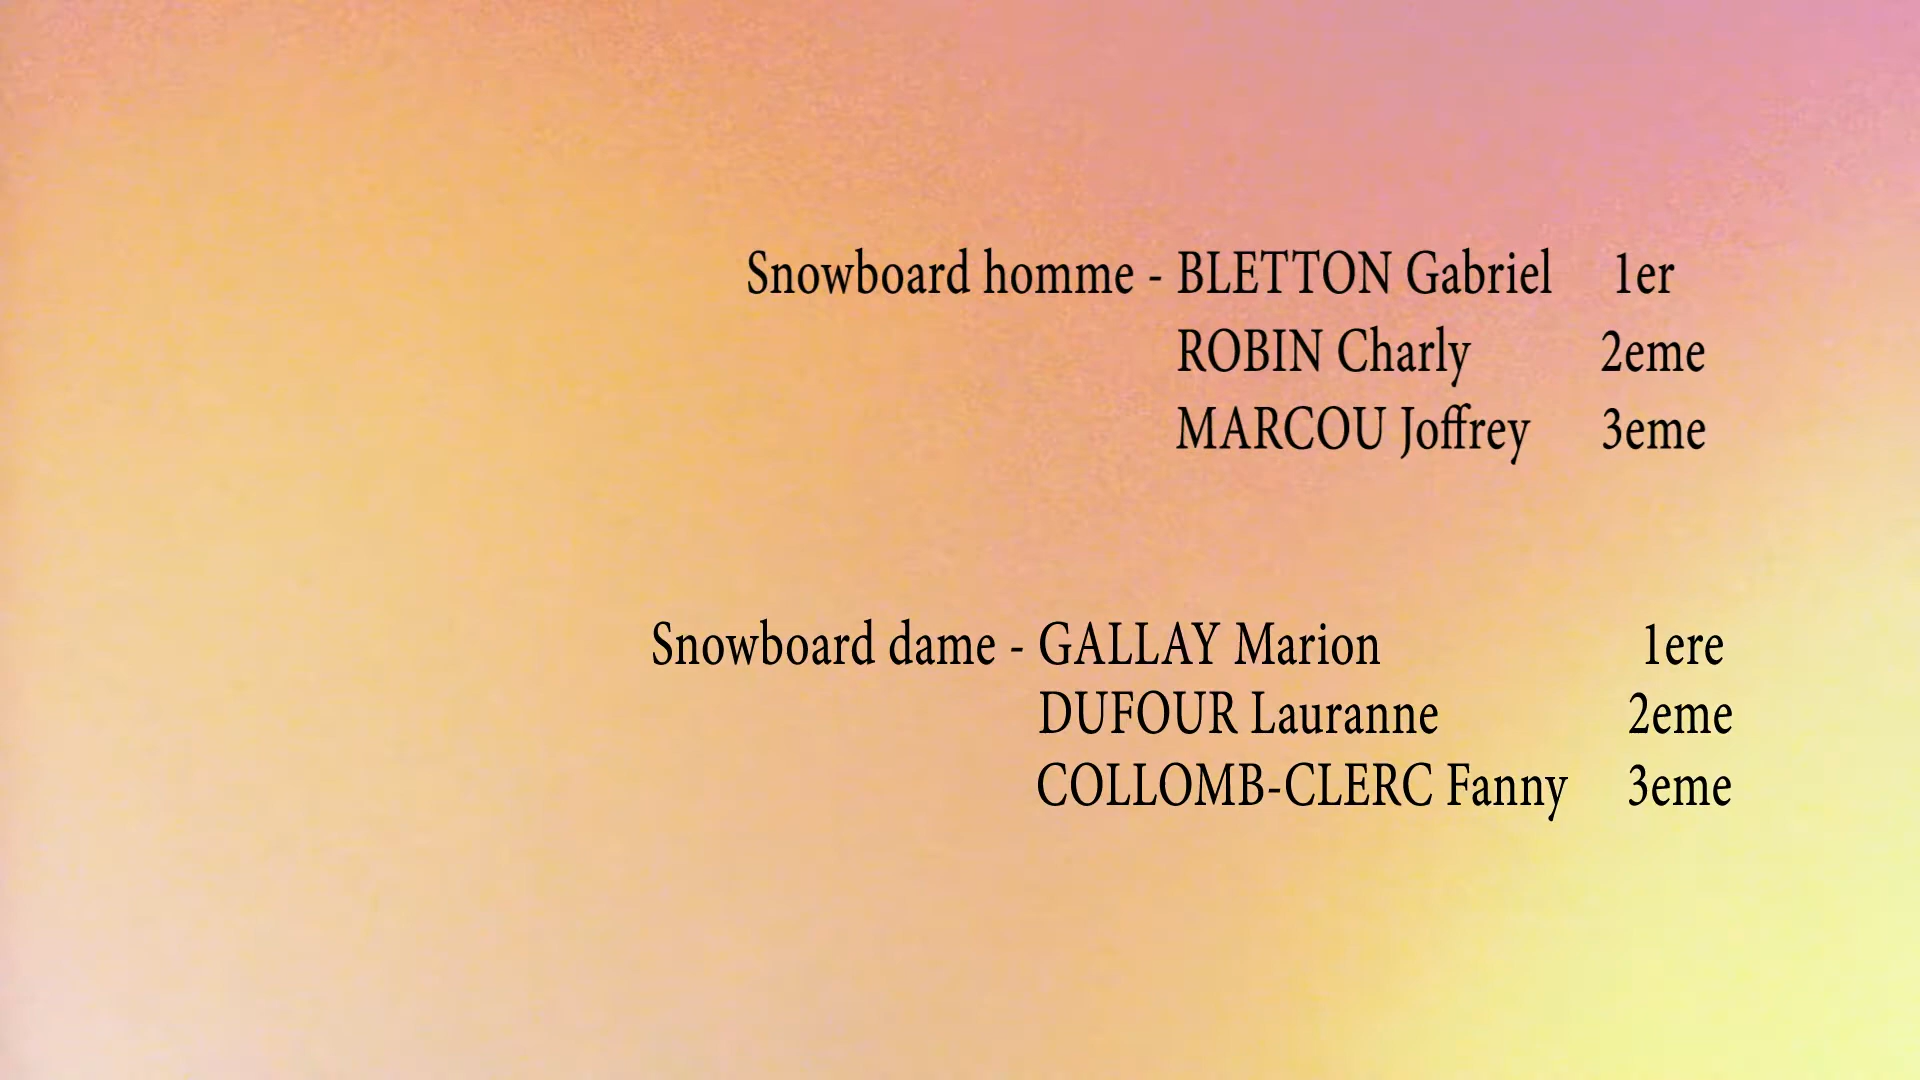 Snowboard homme - BLETTON Gabriel 1er
ROBIN Charly 2eme
MARCOU Joffrey 3eme
Snowboard dame - GALLAY Marion 1ere
DUFOUR Lauranne 2eme
COLLOMB-CLERC Fanny 3eme